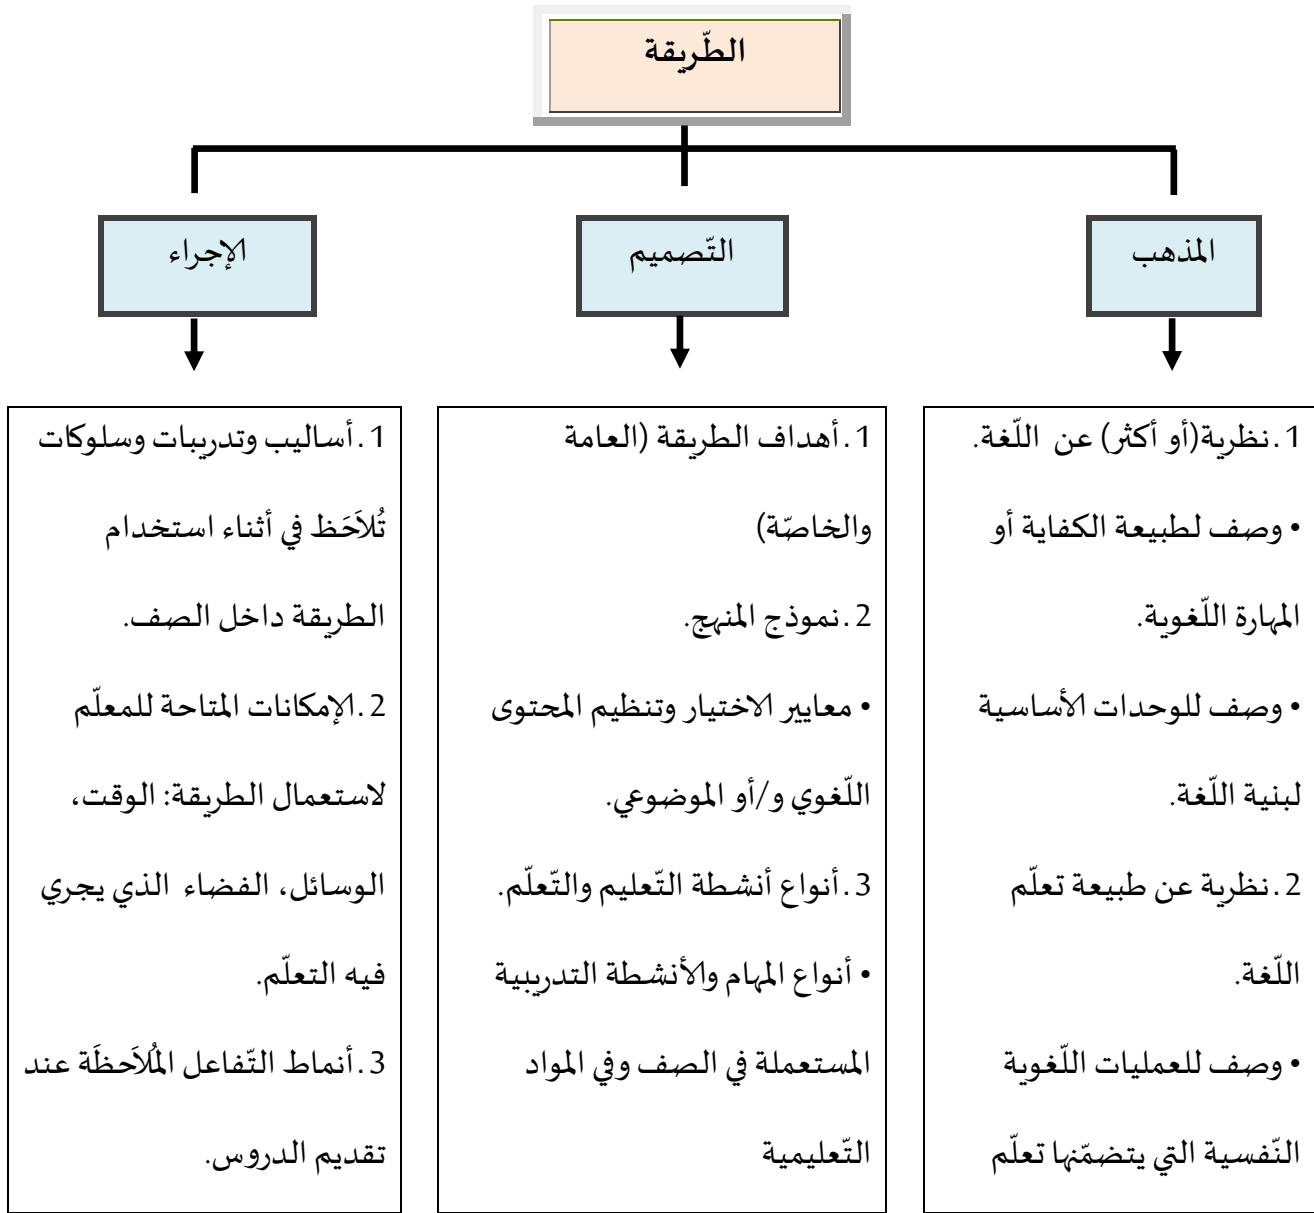 الطّريقة
المذهب
التّصميم
الإجراء
1.نظرية(أو أكثر) عن اللّغة.
• وصف لطبيعة الكفاية أو
المهارة اللّغوية.
• وصف للوحدات الأساسية
لبنية اللّغة.
2.نظرية عن طبيعة تعلّم
اللّغة.
• وصف للعمليات اللّغوية
النّفسية التي يتضمّنها تعلّم
1.أهداف الطريقة (العامة
والخاصّة)
2.نموذج المنهج.
• معايير الاختيار وتنظيم المحتوى
اللّغوي و/أو الموضوعي.
3.أنواع أنشطة التّعليم والتّعلّم.
• أنواع المهام والأنشطة التدريبية
المستعملة في الصف وفي المواد
التّعليمية
1.أساليب وتدريبات وسلوكات
تُلاَحَظ في أثناء استخدام
الطريقة داخل الصف.
2.الإمكانات المتاحة للمعلّم
لاستعمال الطريقة: الوقت،
الوسائل، الفضاء الذي يجري
فيه التعلّم.
3.أنماط التّفاعل المُلاَحظَة عند
تقديم الدروس.